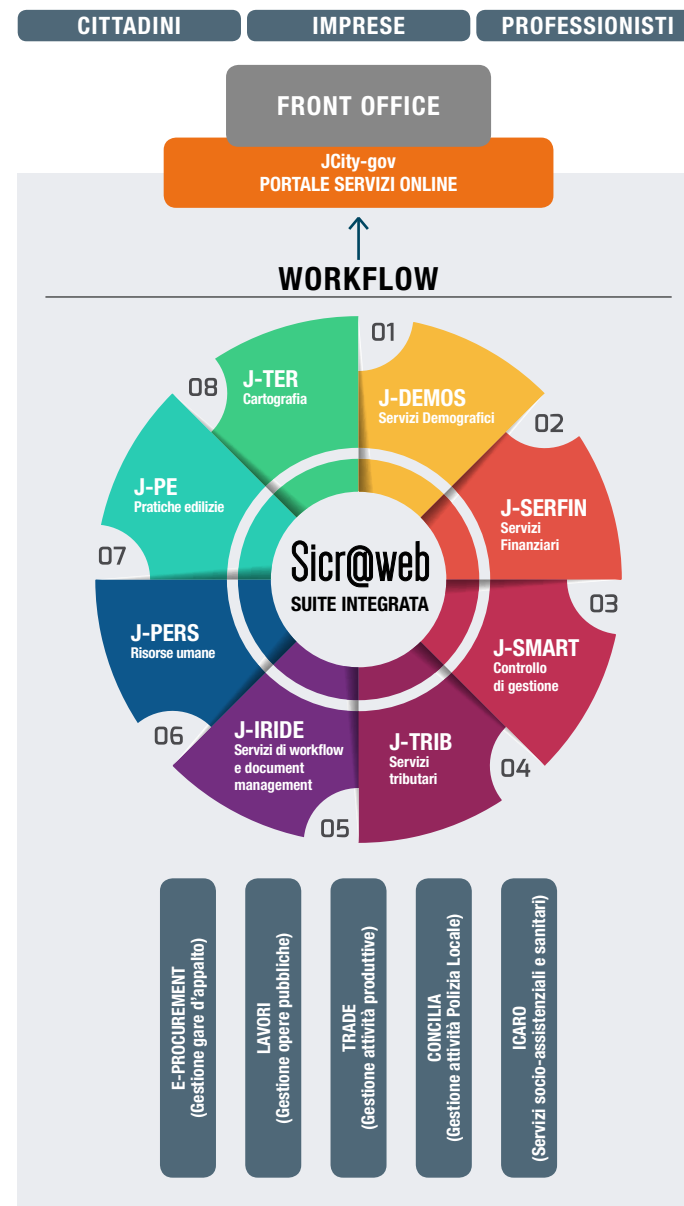 CITTADINI
IMPRESE
PROFESSIONISTI
FRONT OFFICE
JCity-gov
PORTALE SERVIZI ONLINE
WORKFLOW
01
J-DEMOS
Servizi Demografici
02
J-SERFIN
Servizi
Finanziari
03
J-SMART
Controllo
di gestione
04
J-TRIB
Servizi
tributari
05
J-IRIDE
Servizi di workflow
e document
management
06
J-PERS
Risorse umane
07
J-PE
Pratiche edilizie
08
J-TER
Cartografia
Sicr@web
SUITE INTEGRATA
E-PROCUREMENT
(Gestione gare d'appalto)
LAVORI
(Gestione opere pubbliche)
TRADE
(Gestione attività produttive)
CONCILIA
(Gestione attività Polizia Locale)
ICARO
(Servizi socio-assistenziali e sanitari)